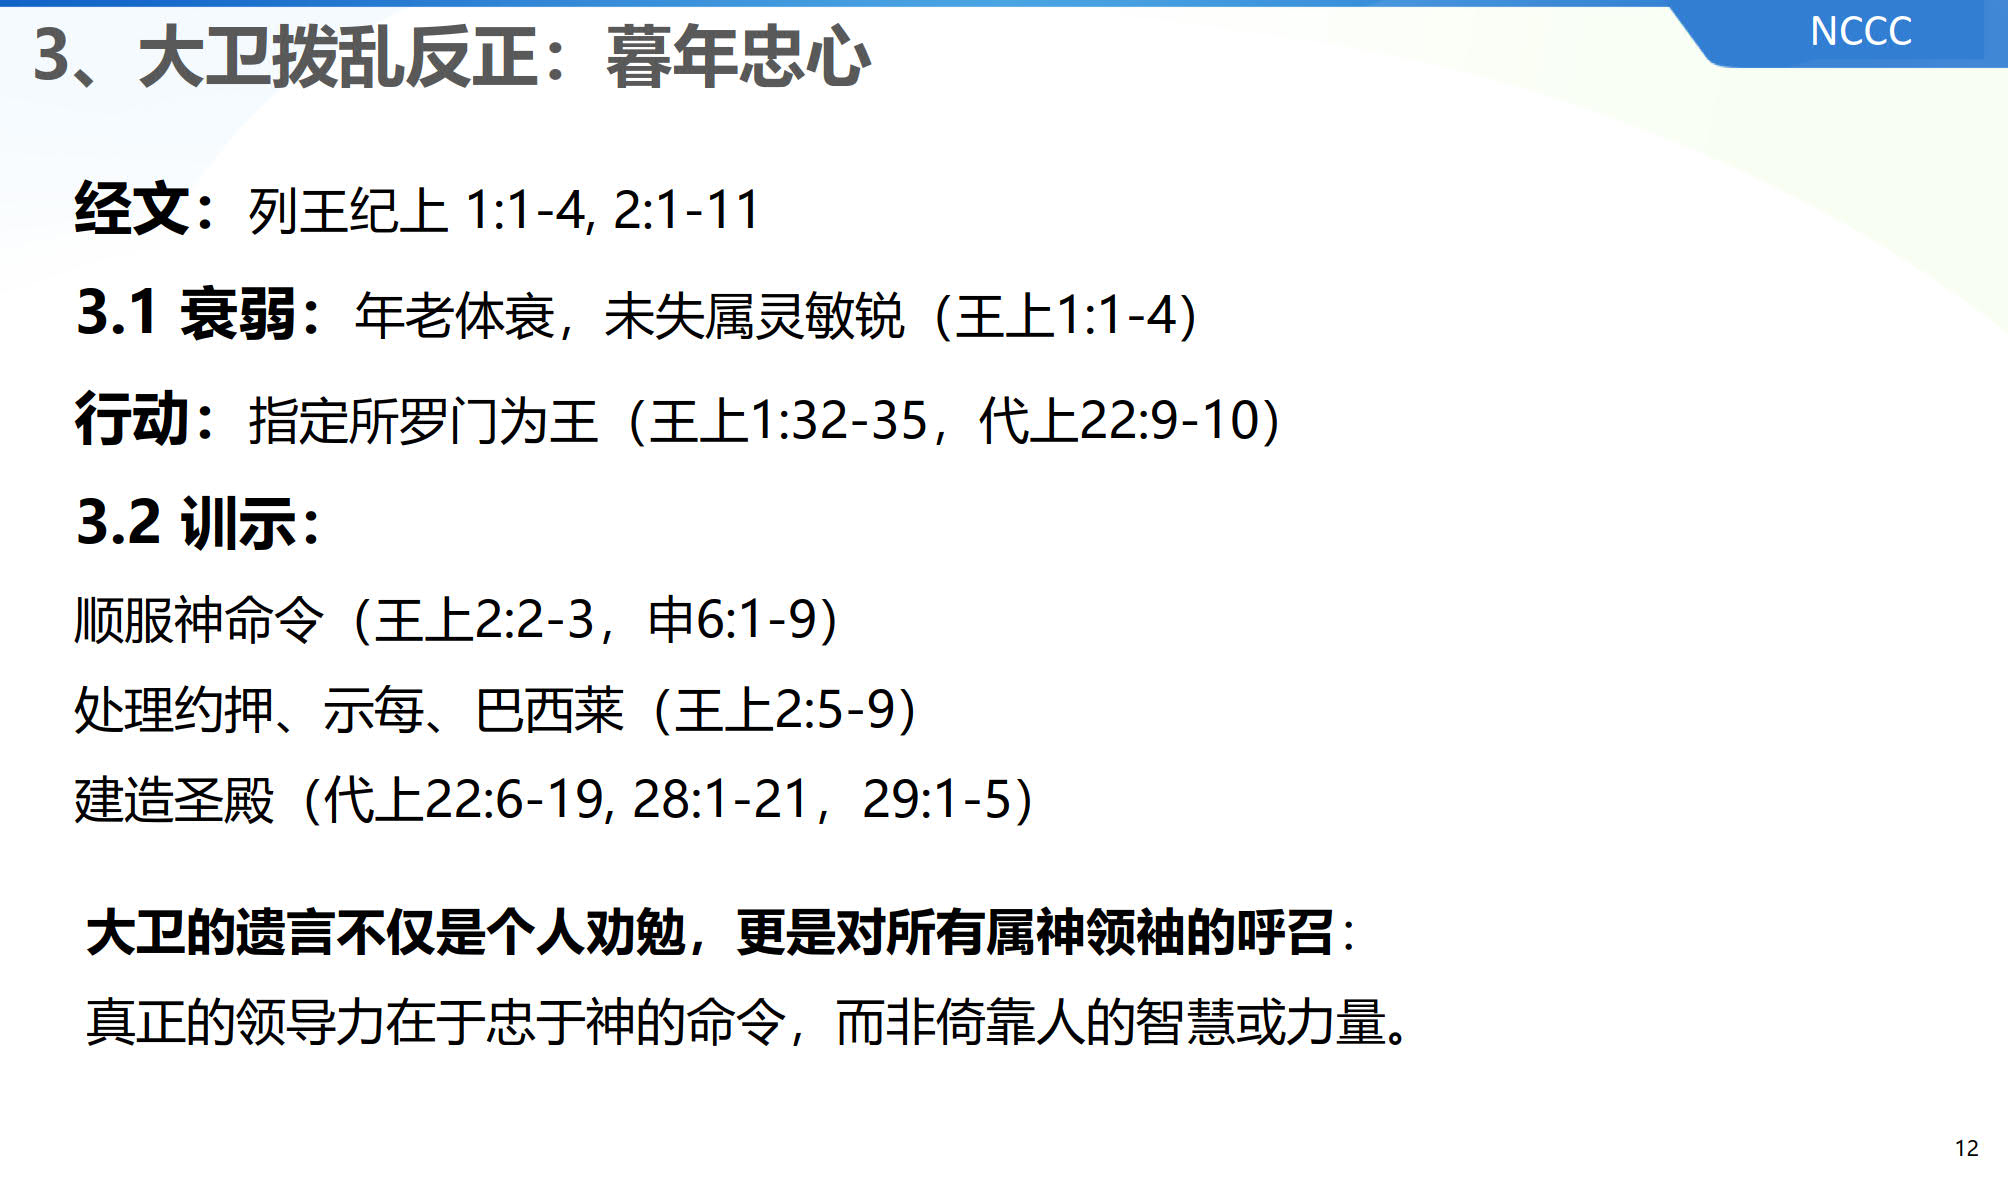 NCCC
3、大卫拨乱反正：暮年忠心
经文：列王纪上 1:1-4, 2:1-11
3.1 衰弱：年老体衰，未失属灵敏锐（王上1:1-4）
行动：指定所罗门为王（王上1:32-35，代上22:9-10）
3.2 训示：
顺服神命令（王上2:2-3，申6:1-9）
处理约押、示每、巴西莱（王上2:5-9）
建造圣殿（代上22:6-19, 28:1-21，29:1-5）
大卫的遗言不仅是个人劝勉，更是对所有属神领袖的呼召：
真正的领导力在于忠于神的命令，而非倚靠人的智慧或力量。
12